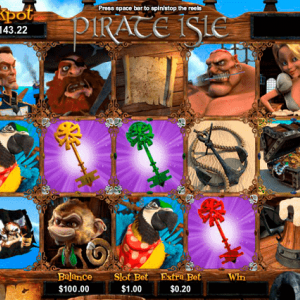 Press space bar to spin/stop the reels
PIRATE ISLE
143.22
Balance Slot Bet Extra Bet Win
$100.00 $1.00 $0.20